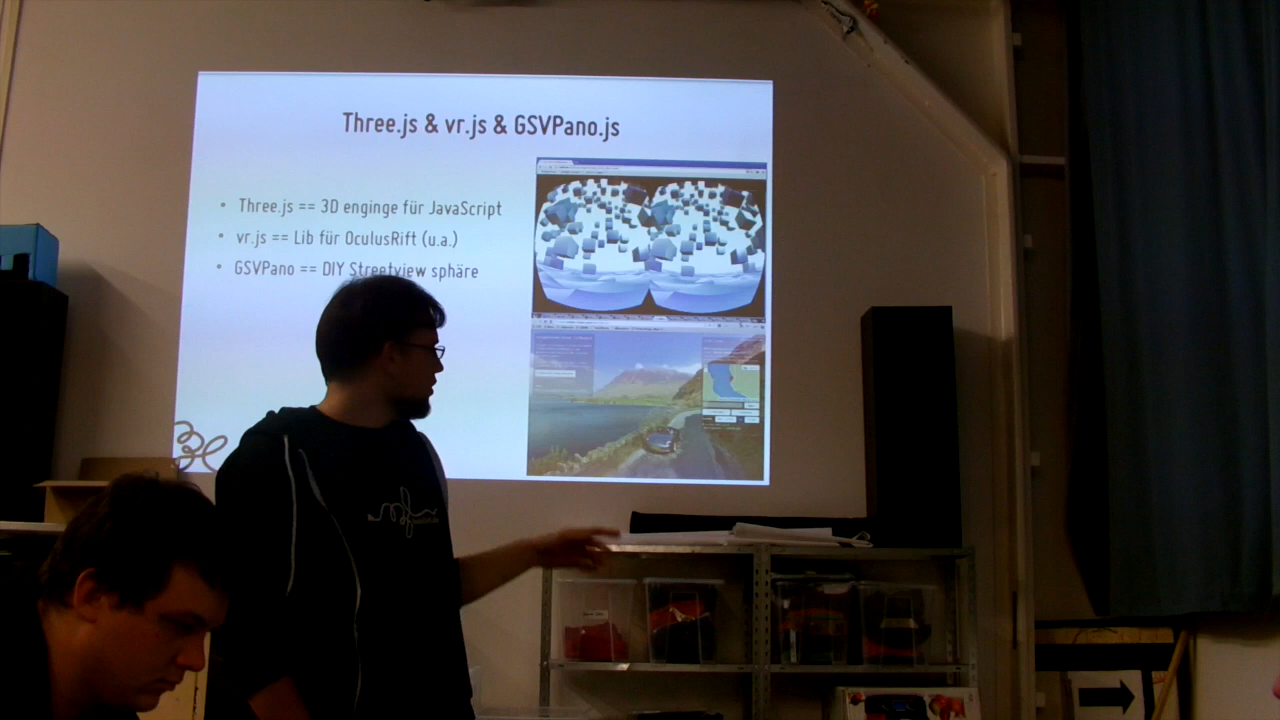 Three.js & vr.js & GSVPano.js
• Three.js == 3D enginge für JavaScript
• vr.js == Lib für OculusRift (u.a.)
• GSVPano == DIY Streetview sphäre